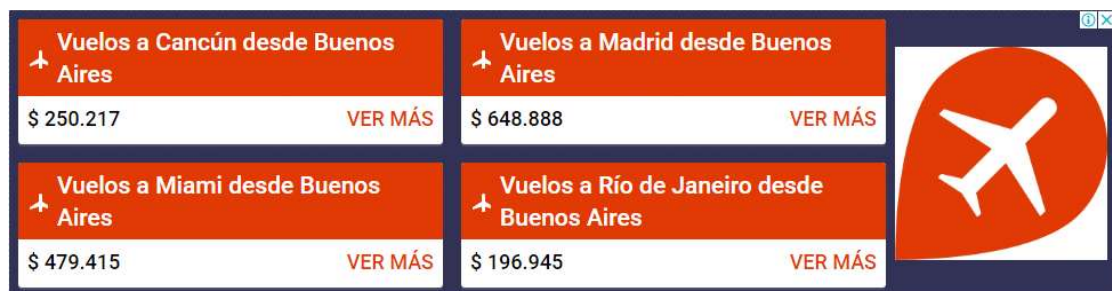 Vuelos a Cancún desde Buenos
Aires
$ 250.217 VER MÁS
Vuelos a Madrid desde Buenos
Aires
$ 648.888 VER MÁS
Vuelos a Miami desde Buenos
Aires
$ 479.415 VER MÁS
Vuelos a Río de Janeiro desde
Buenos Aires
$ 196.945 VER MÁS